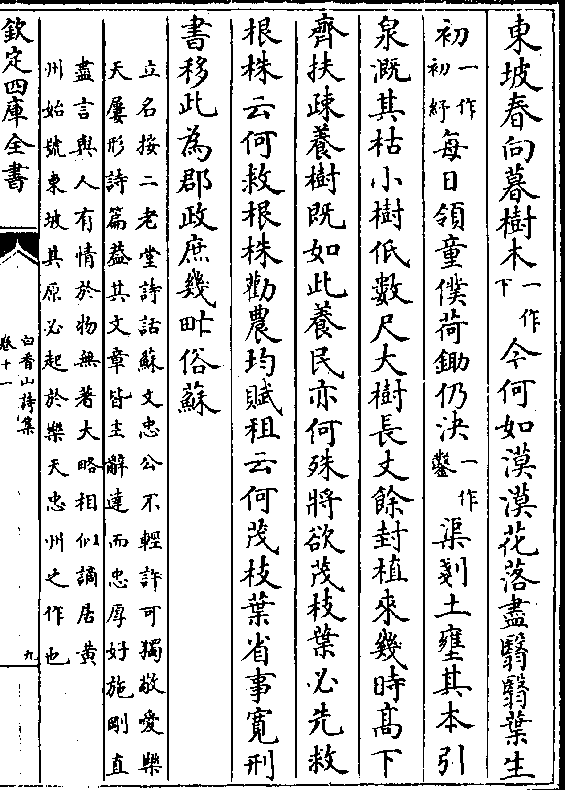 東坡春向暮樹木一作下今何如漠漠花落盡翳翳葉生
初一作初紓每日領童僕荷鋤仍決一作鑿渠剗土壅其本引
泉溉其枯小樹低數尺大樹長丈餘封植來幾時髙下
齊扶疎養樹既如此養民亦何殊將欲茂枝葉必先救
根株云何救根株勸農均賦租云何茂枝葉省事寛刑
書移此為郡政庶幾甿俗蘇
立名按二老堂詩話蘇文忠公不輕許可獨敬愛樂
天屢形詩篇葢其文章皆主辭達而忠厚好施剛直
盡言與人有情於物無著大略相似謫居黄
州始號東坡其原必起於樂天忠州之作也
欽定四庫全書
白香山詩集
卷十一
九